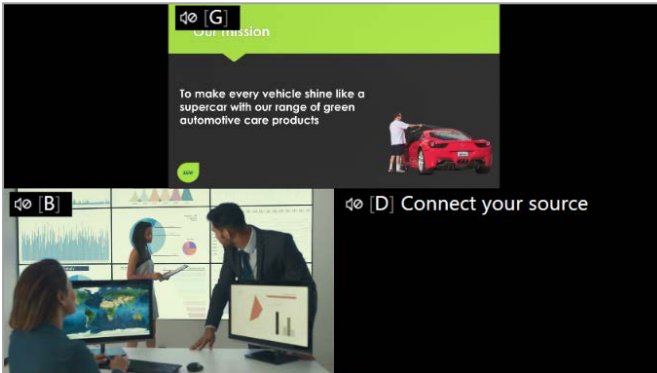 [G]
Our mission
To make every vehicle shine like a
supercar with our range of green
automotive care products
[B]
[D] Connect your source